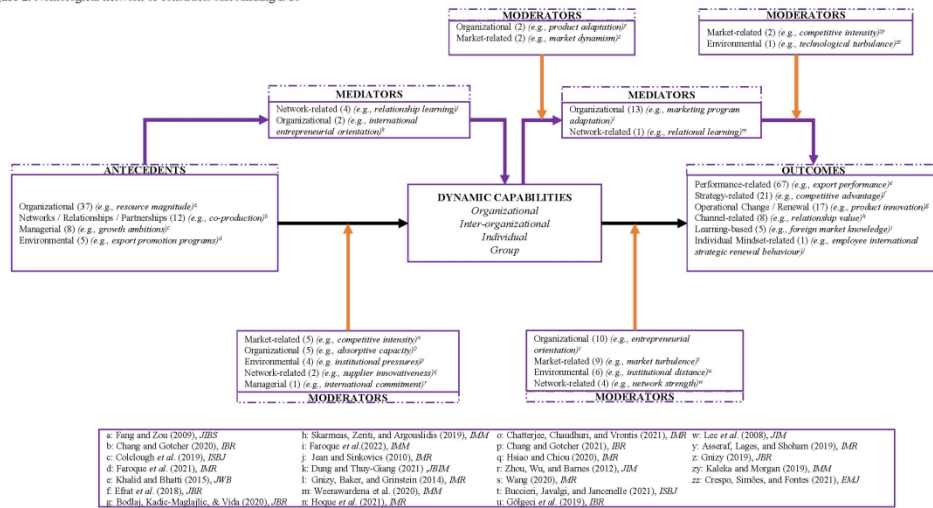 MODERATORS
Organizational (2) (e.g., product adaptation)y
Market-related (2) (e.g., market dynamism)z
MODERATORS
Market-related (2) (e.g., competitive intensity)zy
Environmental (1) (e.g., technological turbulance)zz
MEDIATORS
Network-related (4) (e.g., relationship learning)j
Organizational (2) (e.g., international
entrepreneurial orientation)k
MEDIATORS
Organizational (13) (e.g., marketing program
adaptation)l
Network-related (1) (e.g., relational learning)m
ANTECEDENTS
Organizational (37) (e.g., resource magnitude)a
Networks / Relationships / Partnerships (12) (e.g., co-production)b
Managerial (8) (e.g., growth ambitions)c
Environmental (5) (e.g., export promotion programs)d
DYNAMIC CAPABILITIES
Organizational
Inter-organizational
Individual
Group
OUTCOMES
Performance-related (67) (e.g., export performance)e
Strategy-related (21) (e.g., competitive advantage)f
Operational Change / Renewal (17) (e.g., product innovation)g
Channel-related (8) (e.g., relationship value)h
Learning-based (5) (e.g., foreign market knowledge)i
Individual Mindset-related (1) (e.g., employee international
strategic renewal behaviour)j
Market-related (5) (e.g., competitive intensity)n
Organizational (5) (e.g., absorptive capacity)o
Environmental (4) (e.g. institutional pressures)p
Network-related (2) (e.g., supplier innovativeness)q
Managerial (1) (e.g., international commitment)r
MODERATORS
Organizational (10) (e.g., entrepreneurial
orientation)s
Market-related (9) (e.g., market turbulence)t
Environmental (6) (e.g., institutional distance)u
Network-related (4) (e.g., network strength)w
MODERATORS
a: Fang and Zou (2009), JIBS
b: Chang and Gotcher (2020), IBR
c: Colclough et al. (2019), ISBJ
d: Faroque et al. (2021), IMR
e: Khalid and Bhatti (2015), JWB
f: Efrat et al. (2018), JBR
g: Bodlaj, Kadic-Maglajlic, & Vida (2020), JBR
h: Skarmeas, Zeriti, and Argouslidis (2019), IMM
i: Faroque et al.(2022), IMM
j: Jean and Sinkovics (2010), IMR
k: Dung and Thuy-Giang (2021) ,JBIM
l: Gnizy, Baker, and Grinstein (2014), IMR
m: Weerawardena et al. (2020), IMM
n: Hoque et al. (2021), IMR
o: Chatterjee, Chaudhuri, and Vrontis (2021), IMR
p: Chang and Gotcher (2021), IBR
q: Hsiao and Chiou (2020), IMR
r: Zhou, Wu, and Barnes (2012), JIM
s: Wang (2020), IMR
t: Buccieri, Javalgi, and Jancenelle (2021), ISBJ
u: Gölgeci et al. (2019), IBR
w: Lee et al. (2008), JIM
y: Asseraf, Lages, and Shoham (2019), IMR
z: Gnizy (2019), JBR
zy: Kaleka and Morgan (2019), IMM
zz: Crespo, Simões, and Fontes (2021), EMJ